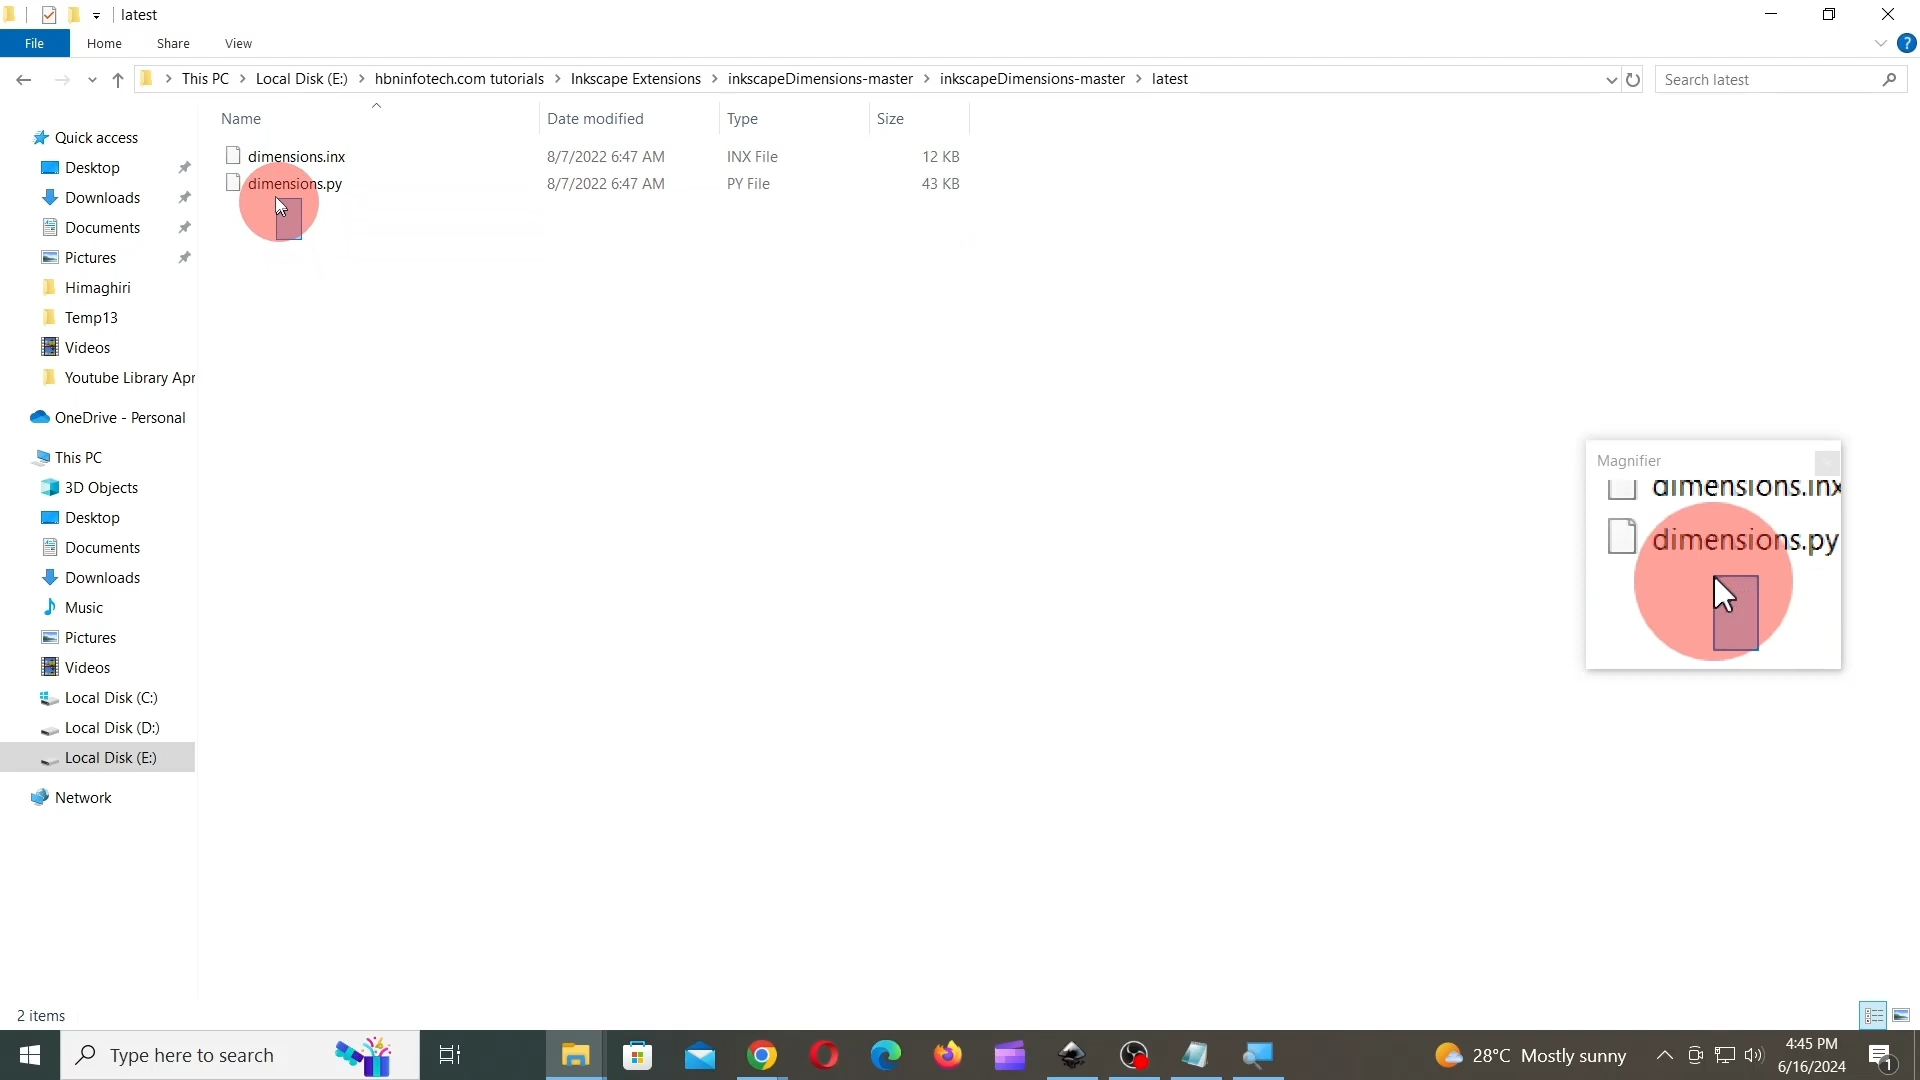 latest
File Home Share View
This PC Local Disk (E:) hbninfotech.com tutorials Inkscape Extensions inkscapeDimensions-master inkscapeDimensions-master latest
Search latest
Name Date modified Type Size
dimensions.inx 8/7/2022 6:47 AM INX File 12 KB
dimensions.py 8/7/2022 6:47 AM PY File 43 KB
Quick access
Desktop
Downloads
Documents
Pictures
Himaghiri
Temp13
Videos
Youtube Library Apr
OneDrive - Personal
This PC
3D Objects
Desktop
Documents
Downloads
Music
Pictures
Videos
Local Disk (C:)
Local Disk (D:)
Local Disk (E:)
Network
Magnifier
dimensions.inx
dimensions.py
2 items
Type here to search
28°C Mostly sunny
4:45 PM
6/16/2024
1